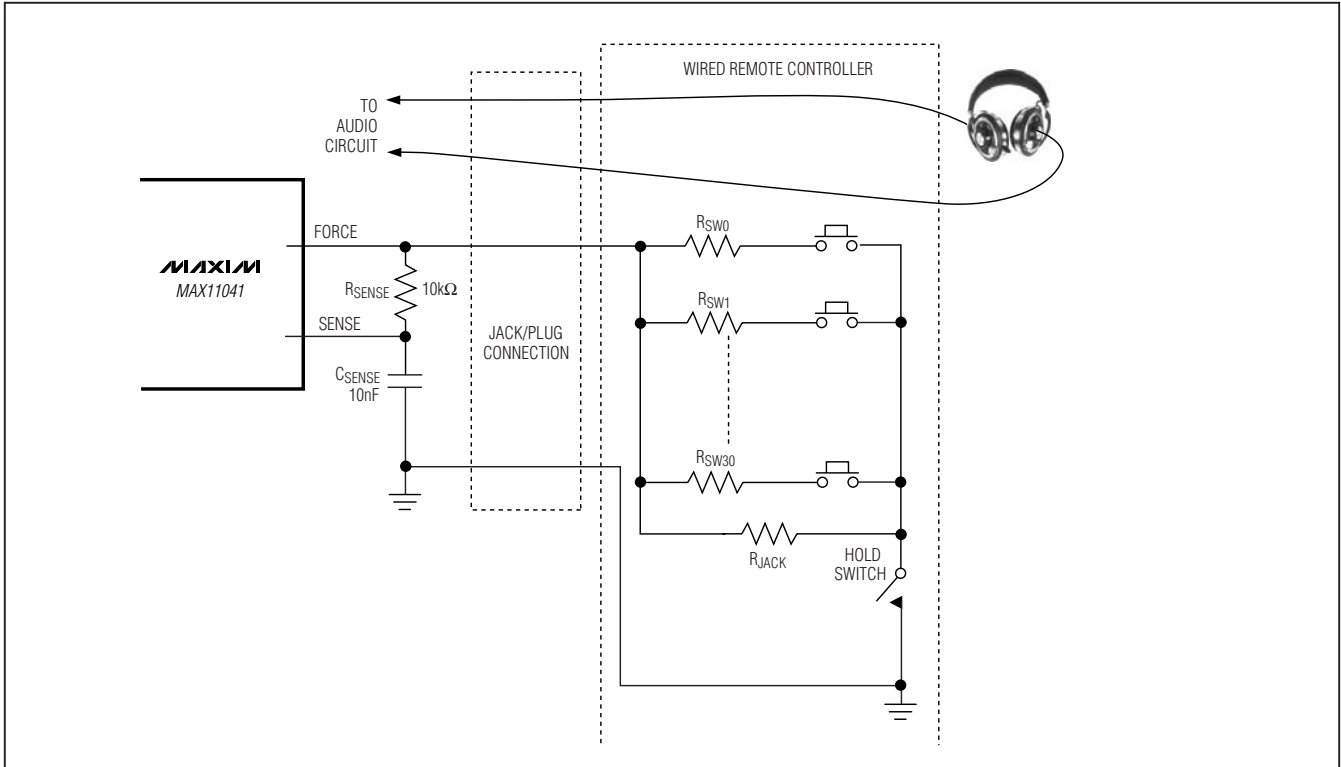 WIRED REMOTE CONTROLLER
TO
AUDIO
CIRCUIT
FORCE
MAXIM
MAX11041
RSENSE
10kΩ
SENSE
CSENSE
10nF
JACK/PLUG
CONNECTION
RSW0
RSW1
RSW30
RJACK
HOLD
SWITCH